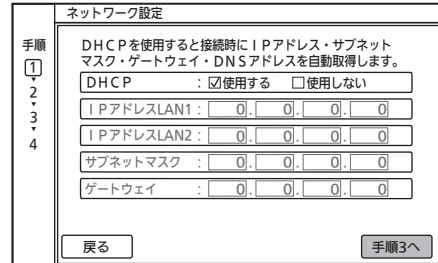 ネットワーク設定
手順
1
2
3
4
DHCPを使用すると接続時にIPアドレス・サブネット
マスク・ゲートウェイ・DNSアドレスを自動取得します。
DHCP : ☑使用する □使用しない
IPアドレスLAN1 : 0. 0. 0. 0
IPアドレスLAN2 : 0. 0. 0. 0
サブネットマスク : 0. 0. 0. 0
ゲートウェイ : 0. 0. 0. 0
戻る 手順3へ